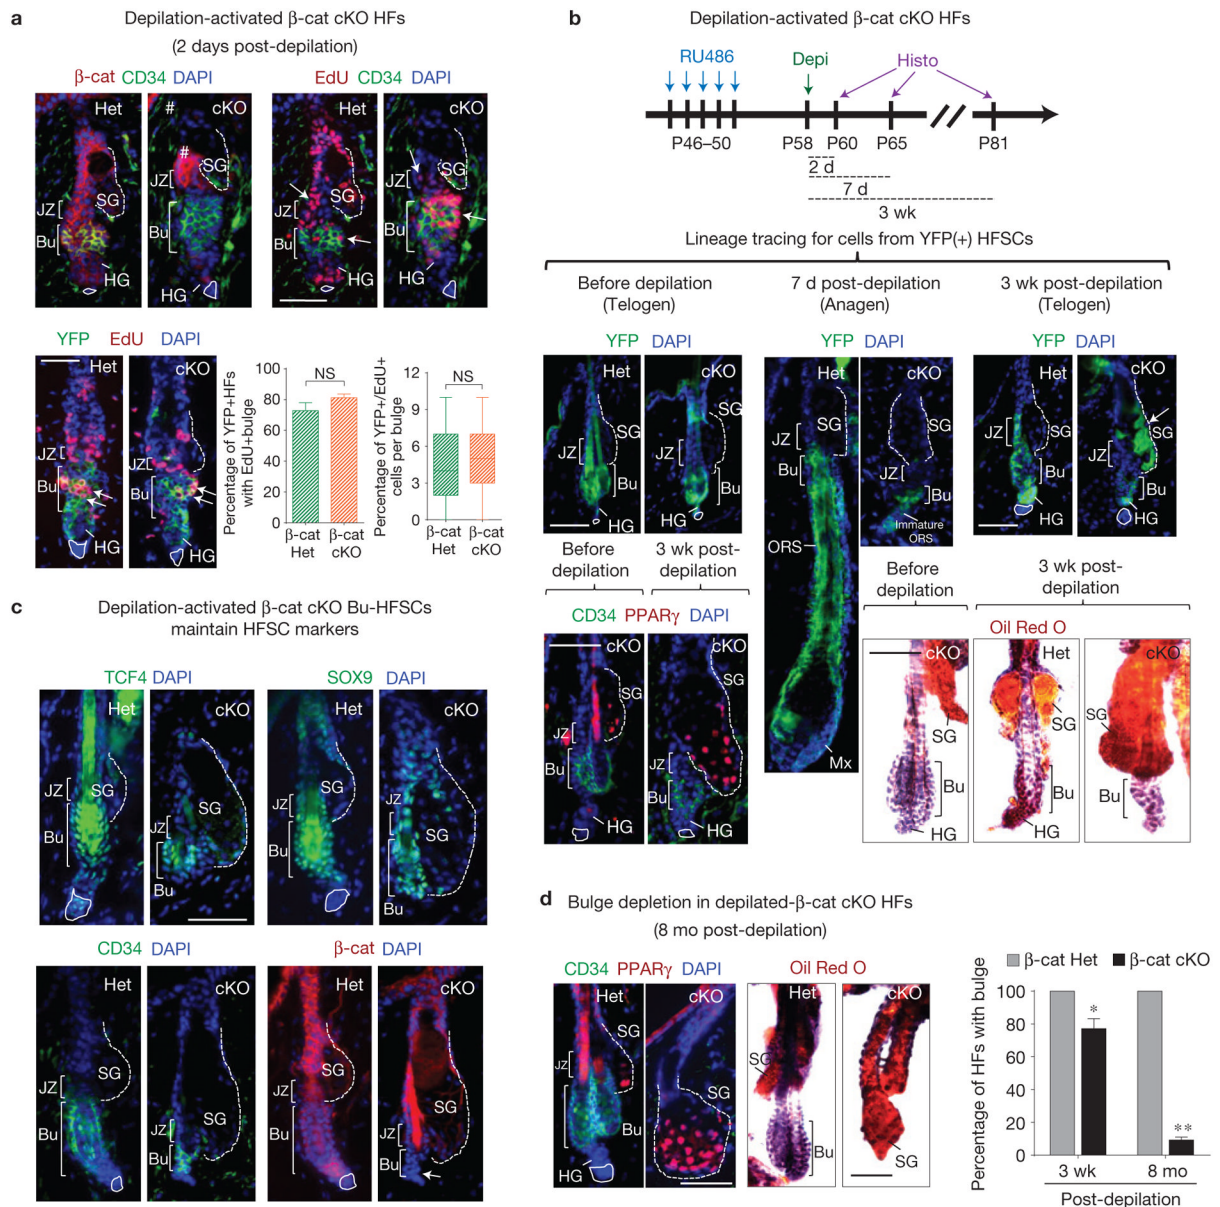 a
Depilation-activated β-cat cKO HFs
(2 days post-depilation)
β-cat CD34 DAPI
EdU CD34 DAPI
Het
#
cKO
#
SG
JZ
SG
JZ
Bu
Bu
HG
HG
Het
cKO
SG
JZ
SG
JZ
Bu
Bu
HG
HG
YFP EdU DAPI
Het
cKO
JZ
JZ
Bu
Bu
HG
HG
Percentage of YFP+HFs
with EdU+bulge
100
80
60
40
20
0
NS
β-cat
Het
β-cat
cKO
Percentage of YFP+/EdU+
cells per bulge
12
9
6
3
0
NS
β-cat
Het
β-cat
cKO
b
Depilation-activated β-cat cKO HFs
RU486
Depi
Histo
P46–50
P58
P60
P65
P81
2 d
7 d
3 wk
Lineage tracing for cells from YFP(+) HFSCs
Before depilation
(Telogen)
7 d post-depilation
(Anagen)
3 wk post-depilation
(Telogen)
YFP DAPI
YFP DAPI
YFP DAPI
Het
cKO
SG
SG
JZ
Bu
Bu
HG
Het
cKO
SG
JZ
JZ
Bu
Bu
Immature
ORS
ORS
Mx
Het
cKO
SG
JZ
Bu
Bu
HG
HG
Before
depilation
3 wk post-
depilation
CD34 PPARγ DAPI
cKO
SG
SG
JZ
JZ
Bu
Bu
HG
HG
Before
depilation
3 wk post-
depilation
Oil Red O
cKO
SG
Bu
HG
Het
SG
Bu
HG
cKO
SG
Bu
c
Depilation-activated β-cat cKO Bu-HFSCs
maintain HFSC markers
TCF4 DAPI
SOX9 DAPI
Het
cKO
JZ
SG
SG
JZ
Bu
Bu
Het
cKO
JZ
SG
JZ
SG
Bu
Bu
CD34 DAPI
β-cat DAPI
Het
cKO
SG
JZ
SG
JZ
Bu
Bu
Het
cKO
SG
JZ
SG
JZ
Bu
Bu
d
Bulge depletion in depilated-β-cat cKO HFs
(8 mo post-depilation)
CD34 PPARγ DAPI
Oil Red O
Het
cKO
SG
SG
JZ
Bu
HG
Het
SG
Bu
cKO
SG
β-cat Het
β-cat cKO
Percentage of HFs with bulge
100
80
60
40
20
0
*
**
3 wk
8 mo
Post-depilation